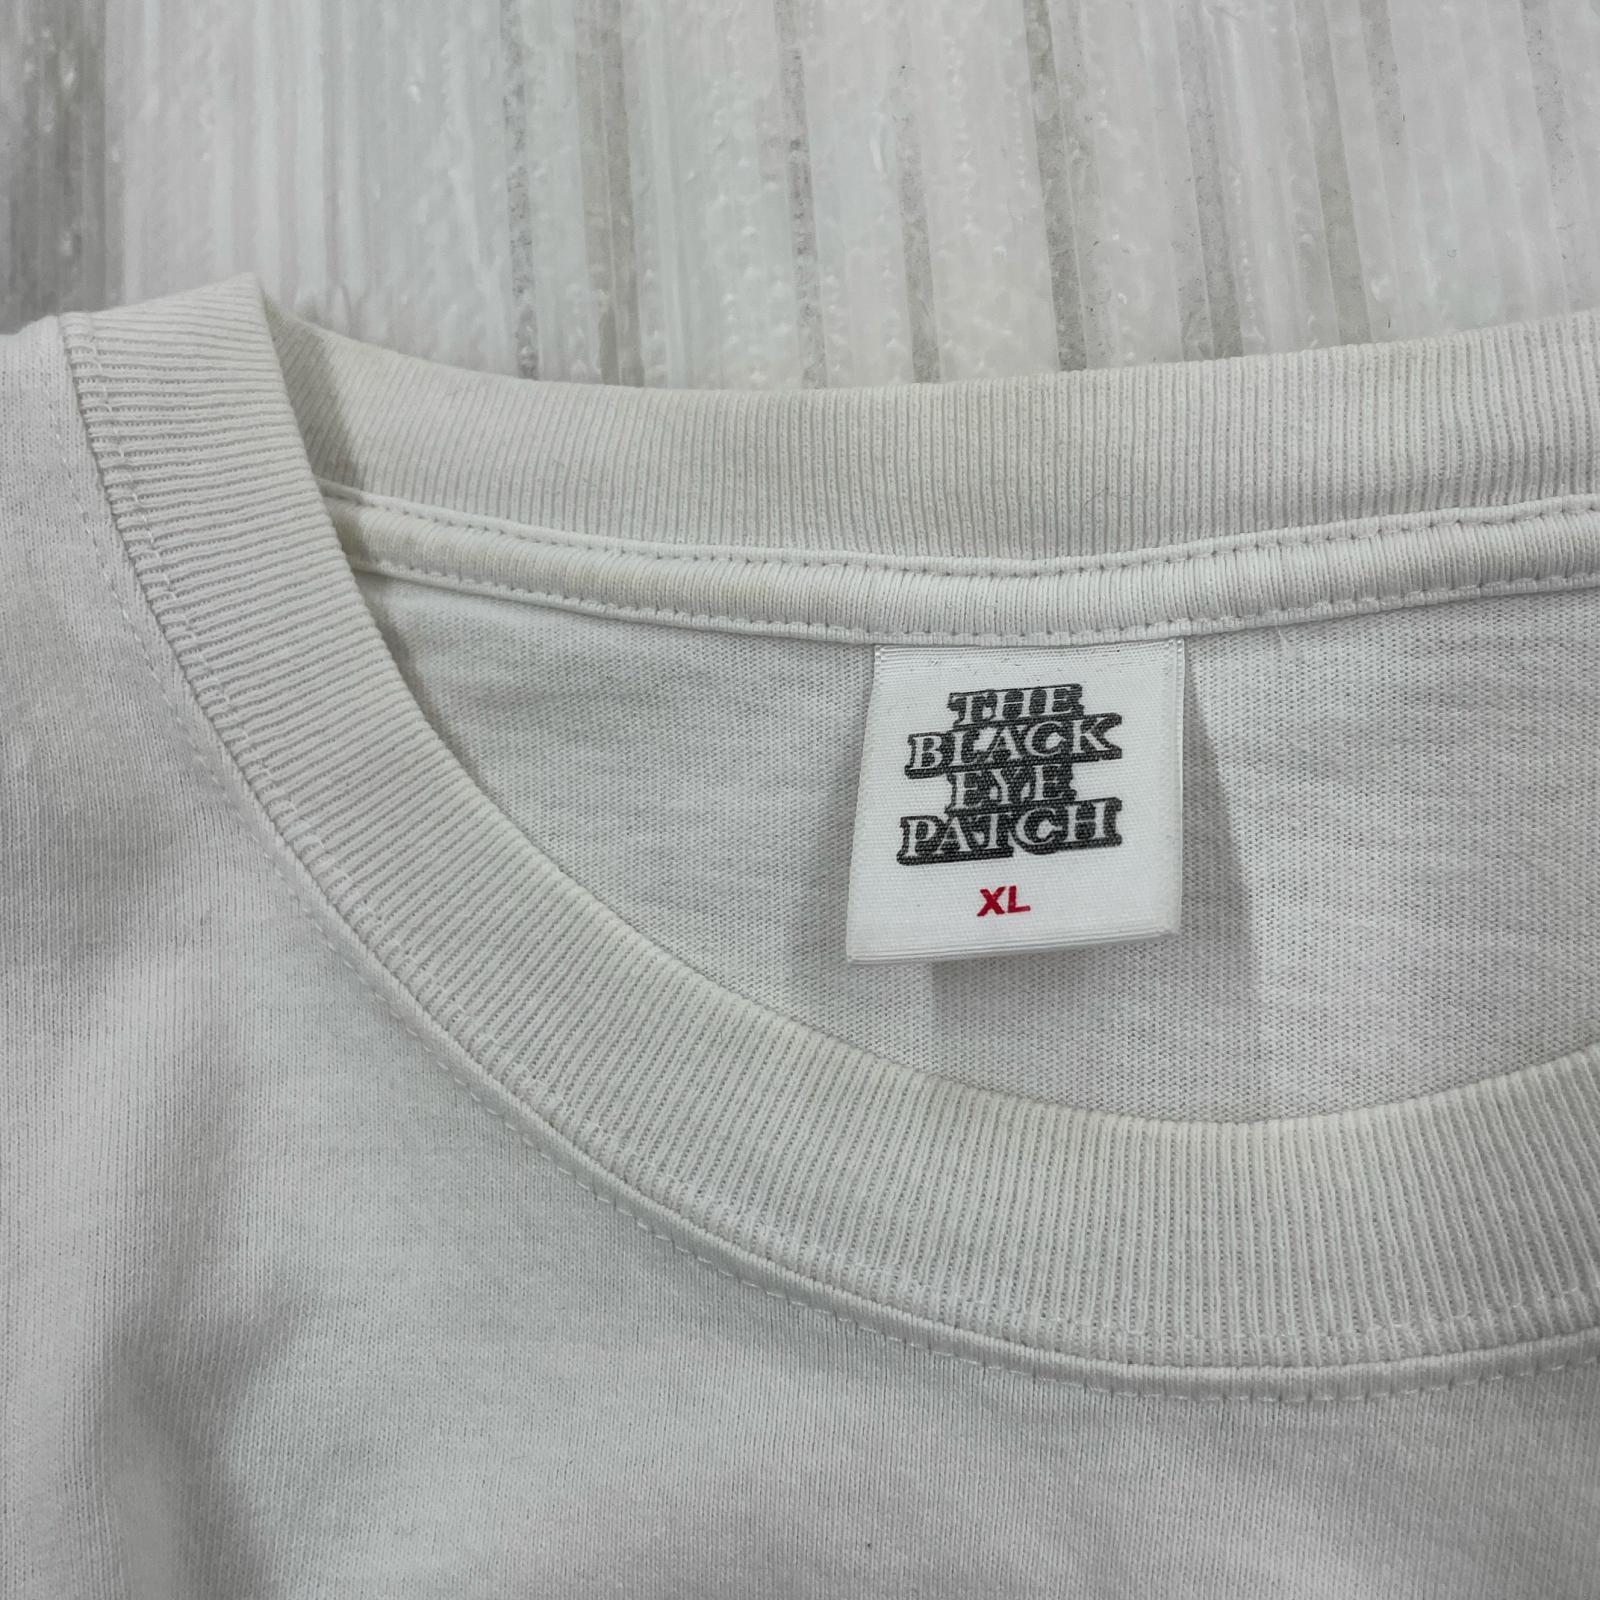 THE
BLACK
EYE
PATCH
XL